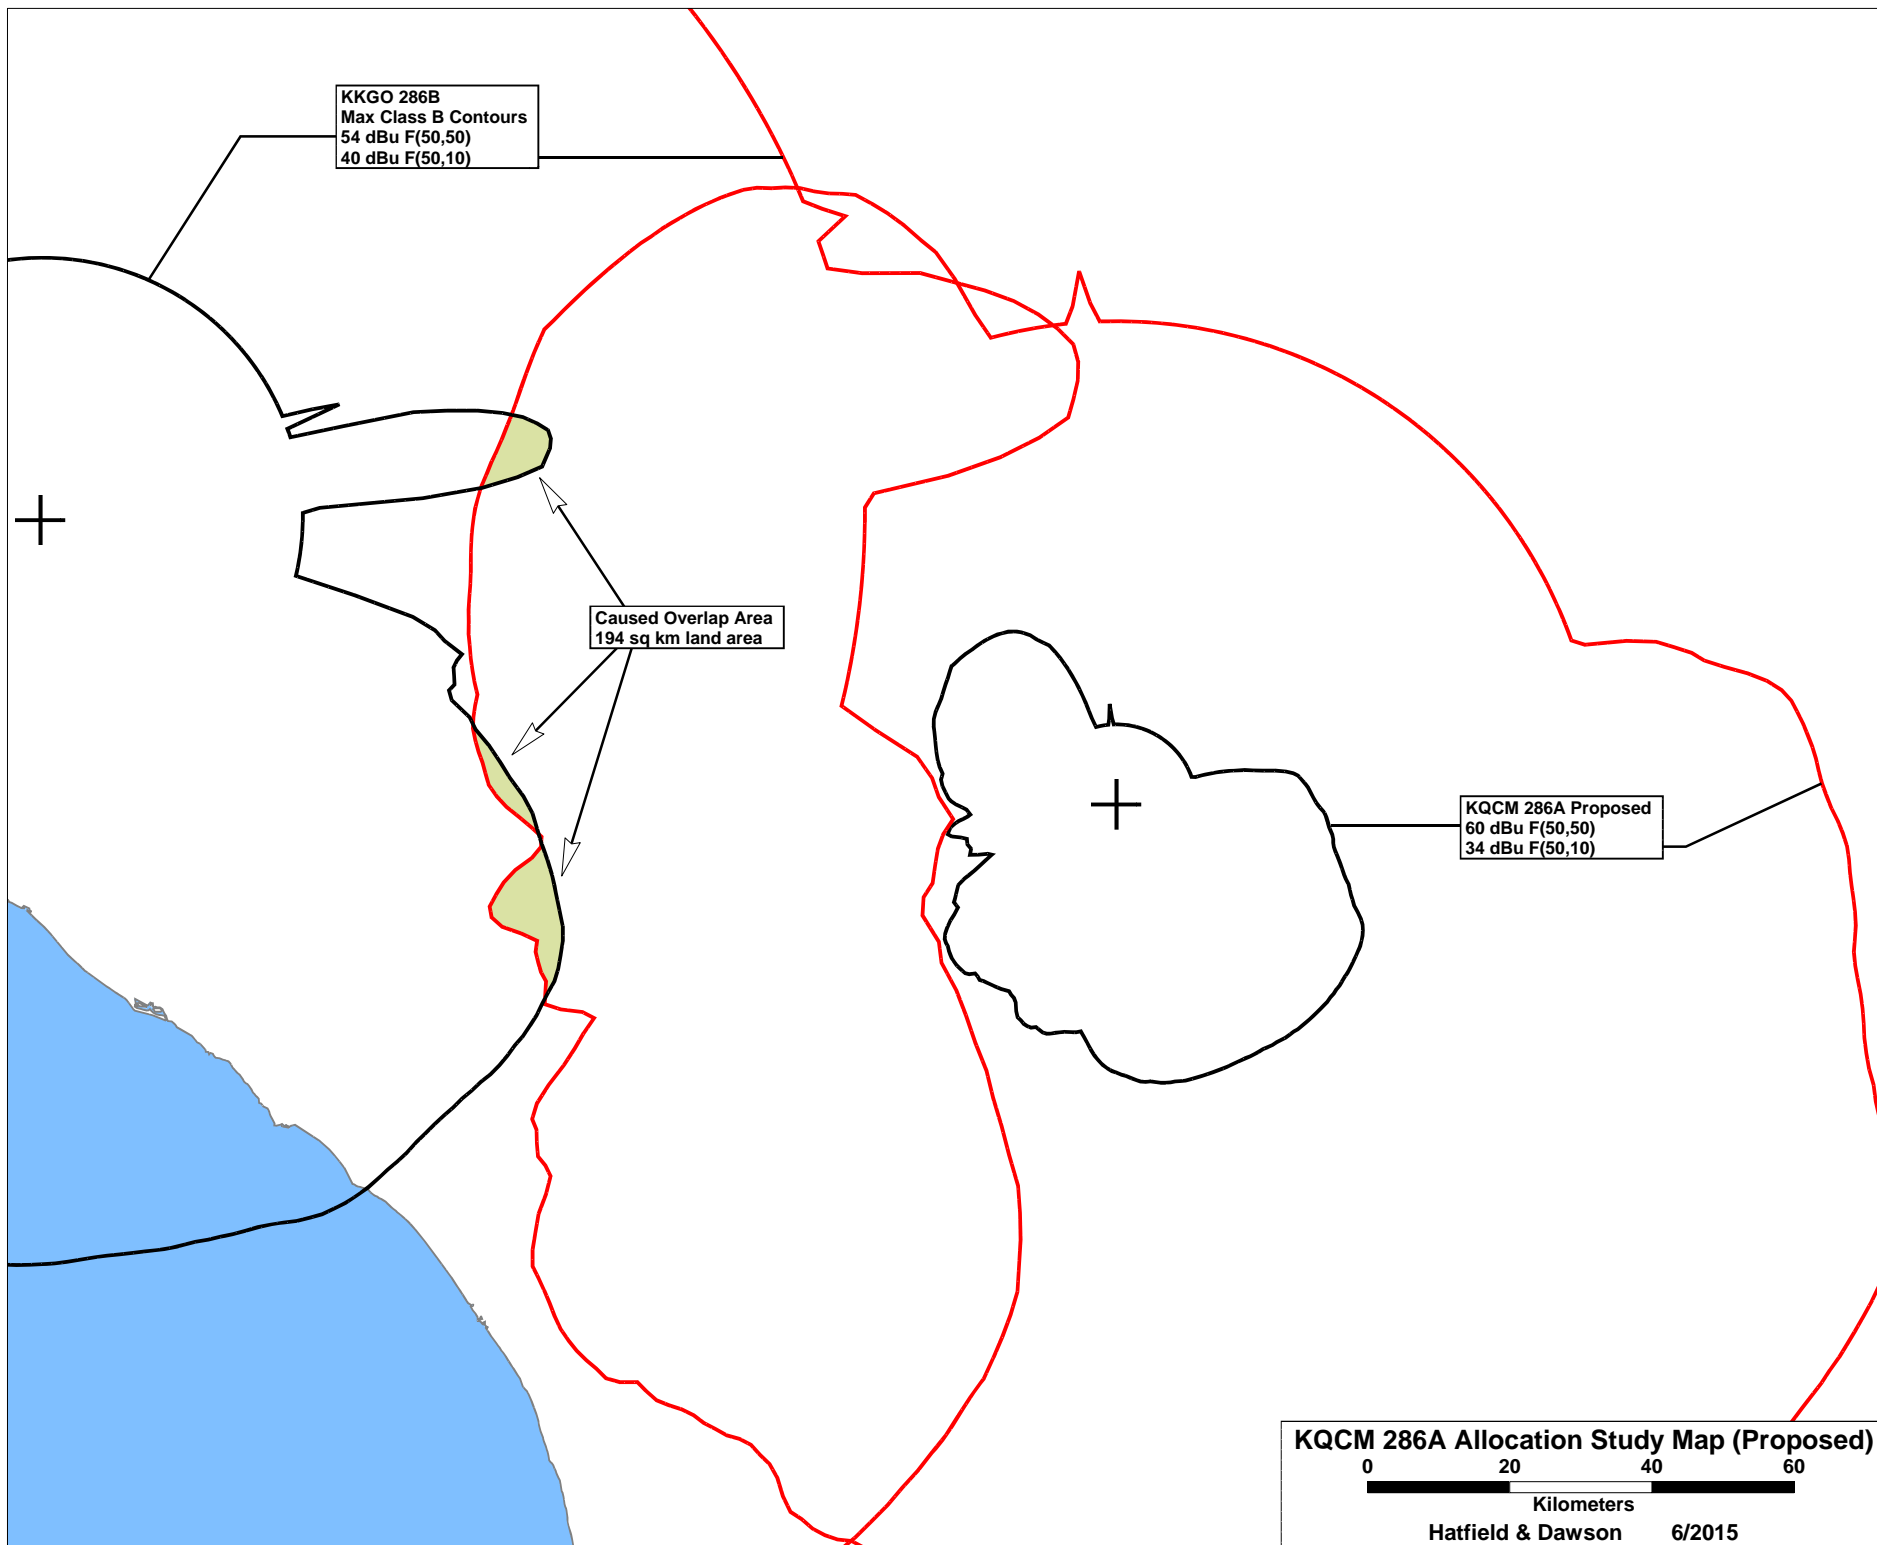 KKGO 286B
Max Class B Contours
54 dBu F(50,50)
40 dBu F(50,10)
Caused Overlap Area
194 sq km land area
KQCM 286A Proposed
60 dBu F(50,50)
34 dBu F(50,10)
KQCM 286A Allocation Study Map (Proposed)
0 20 40 60
Kilometers
Hatfield & Dawson 6/2015